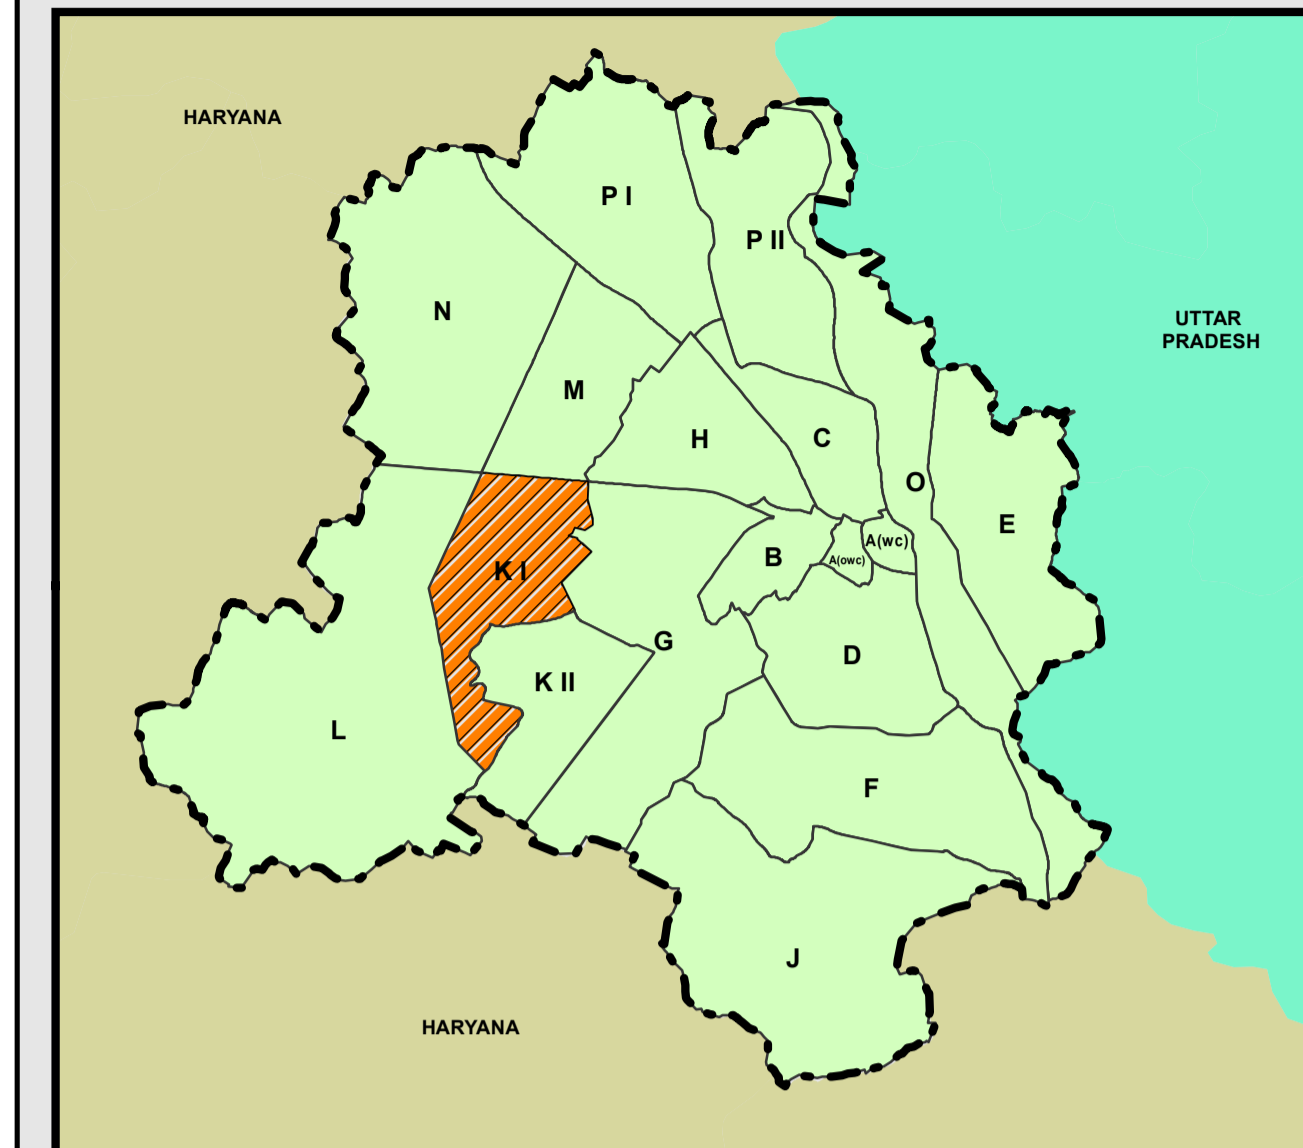 HARYANA
P I
P II
N
UTTAR
PRADESH
M
H
C
O
E
A(wc)
B
A(owc)
K I
G
D
K II
L
F
J
HARYANA